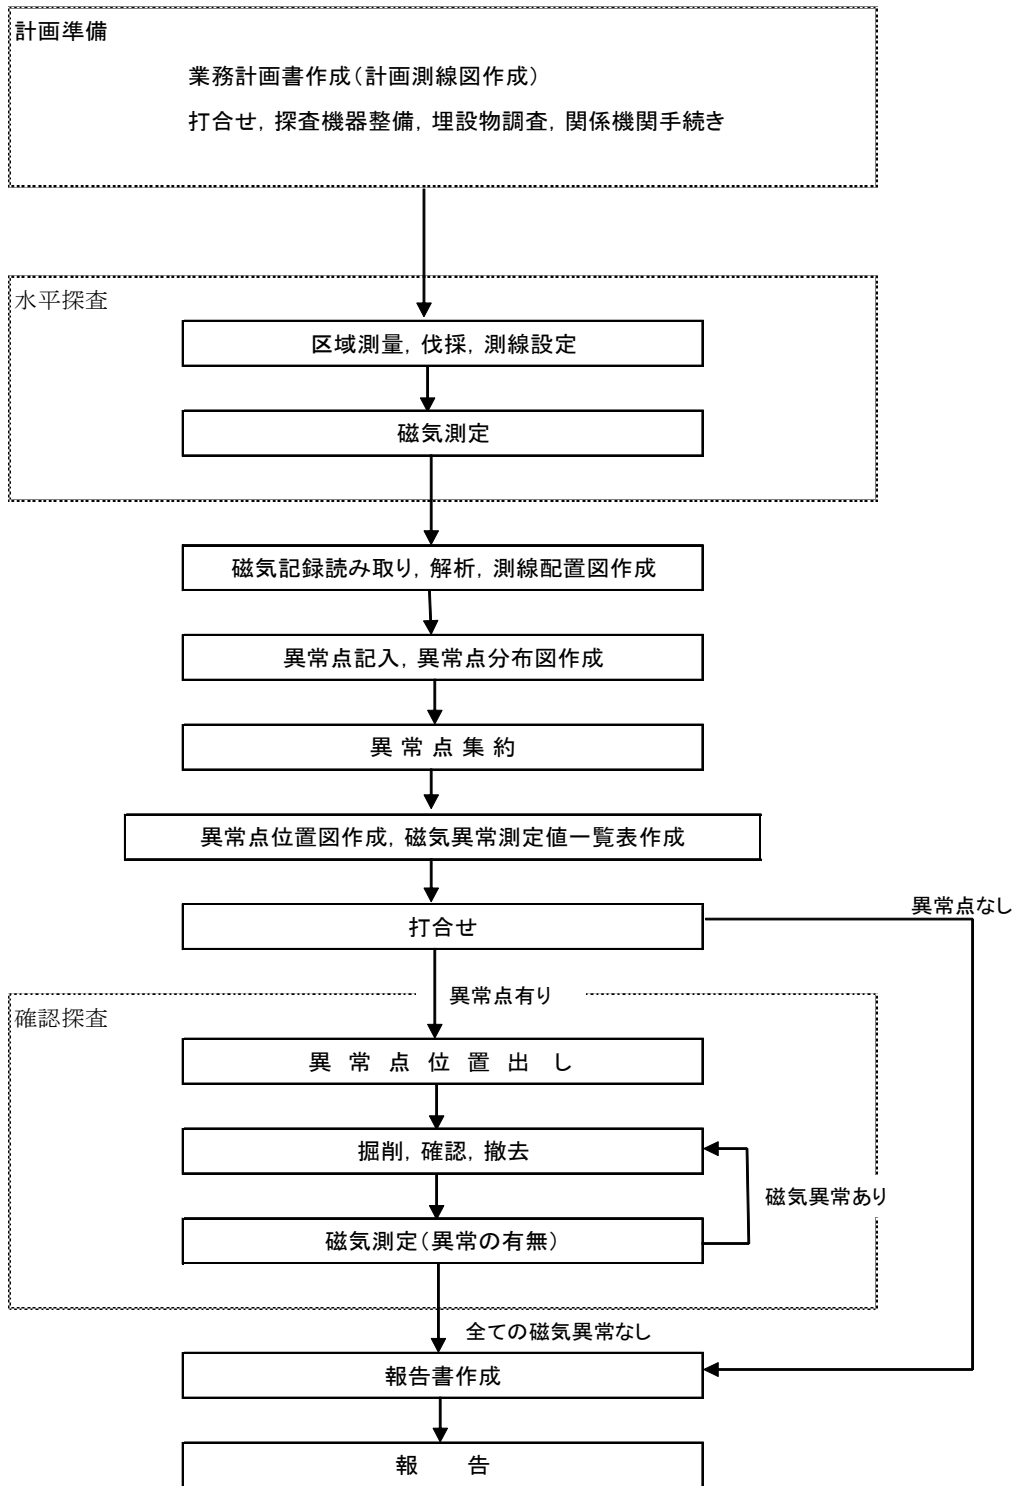 計画準備
業務計画書作成(計画測線図作成)
打合せ, 探査機器整備, 埋設物調査, 関係機関手続き
水平探査
区域測量, 伐採, 測線設定
磁気測定
磁気記録読み取り, 解析, 測線配置図作成
異常点記入, 異常点分布図作成
異 常 点 集 約
異常点位置図作成, 磁気異常測定値一覧表作成
異常点なし
打合せ
異常点有り
確認探査
異 常 点 位 置 出 し
掘削, 確認, 撤去
磁気異常あり
磁気測定(異常の有無)
全ての磁気異常なし
報告書作成
報 告